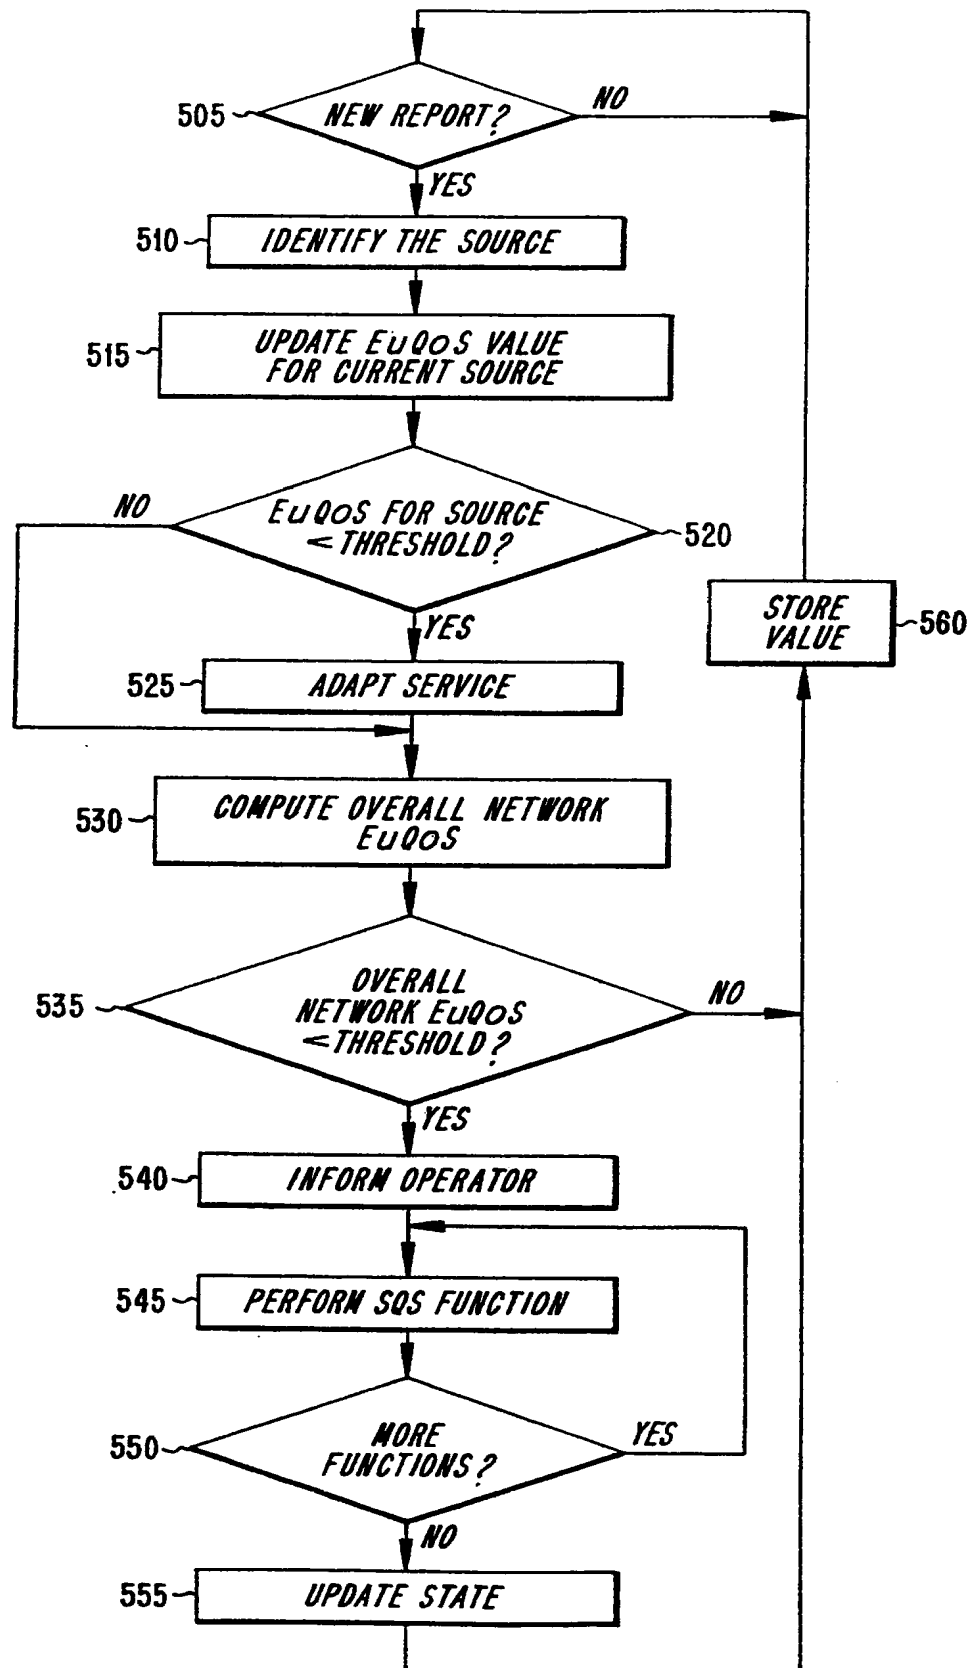 505
NEW REPORT?
NO
YES
510
IDENTIFY THE SOURCE
515
UPDATE EuQoS VALUE
FOR CURRENT SOURCE
NO
EuQoS FOR SOURCE
< THRESHOLD?
520
YES
STORE
VALUE
560
525
ADAPT SERVICE
530
COMPUTE OVERALL NETWORK
EuQoS
535
OVERALL
NETWORK EuQoS
< THRESHOLD?
NO
YES
540
INFORM OPERATOR
545
PERFORM SQS FUNCTION
550
MORE
FUNCTIONS?
YES
NO
555
UPDATE STATE